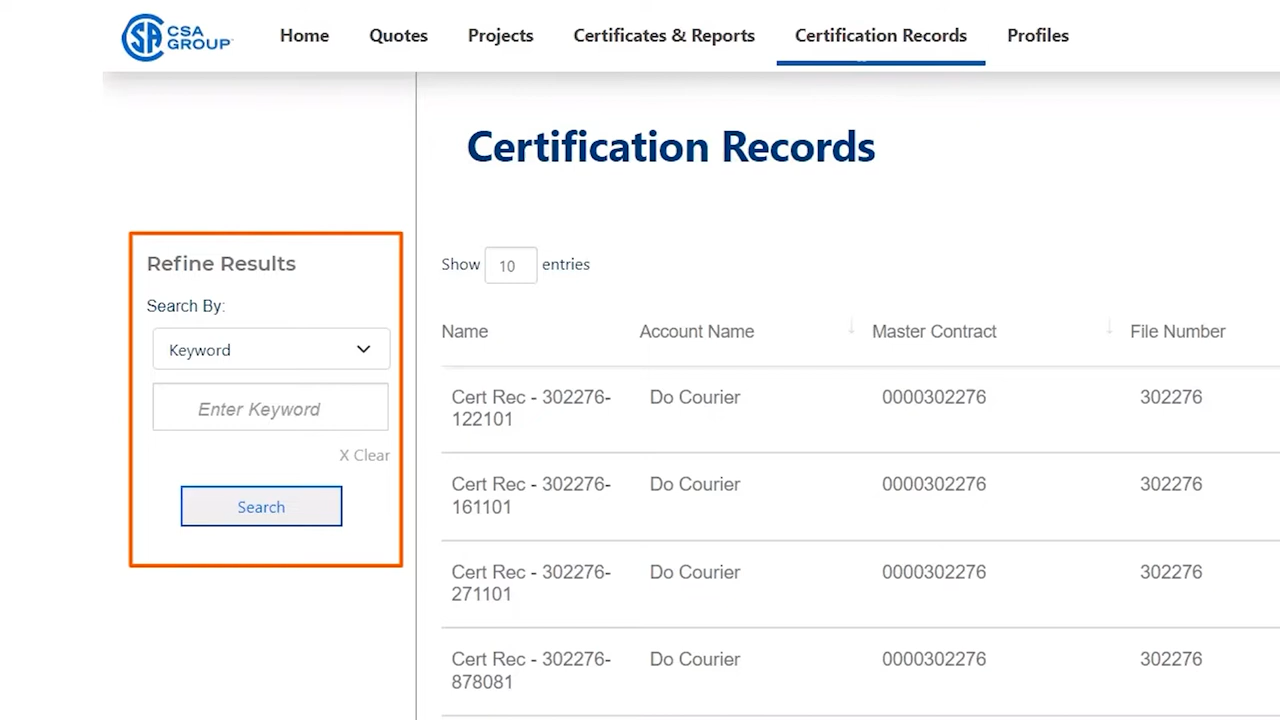 CSA GROUP Home Quotes Projects Certificates & Reports Certification Records Profiles
Certification Records
Refine Results
Search By:
Keyword
Enter Keyword
X Clear
Search
Show 10 entries
Name Account Name Master Contract File Number
Cert Rec - 302276- Do Courier 0000302276 302276
122101
Cert Rec - 302276- Do Courier 0000302276 302276
161101
Cert Rec - 302276- Do Courier 0000302276 302276
271101
Cert Rec - 302276- Do Courier 0000302276 302276
878081